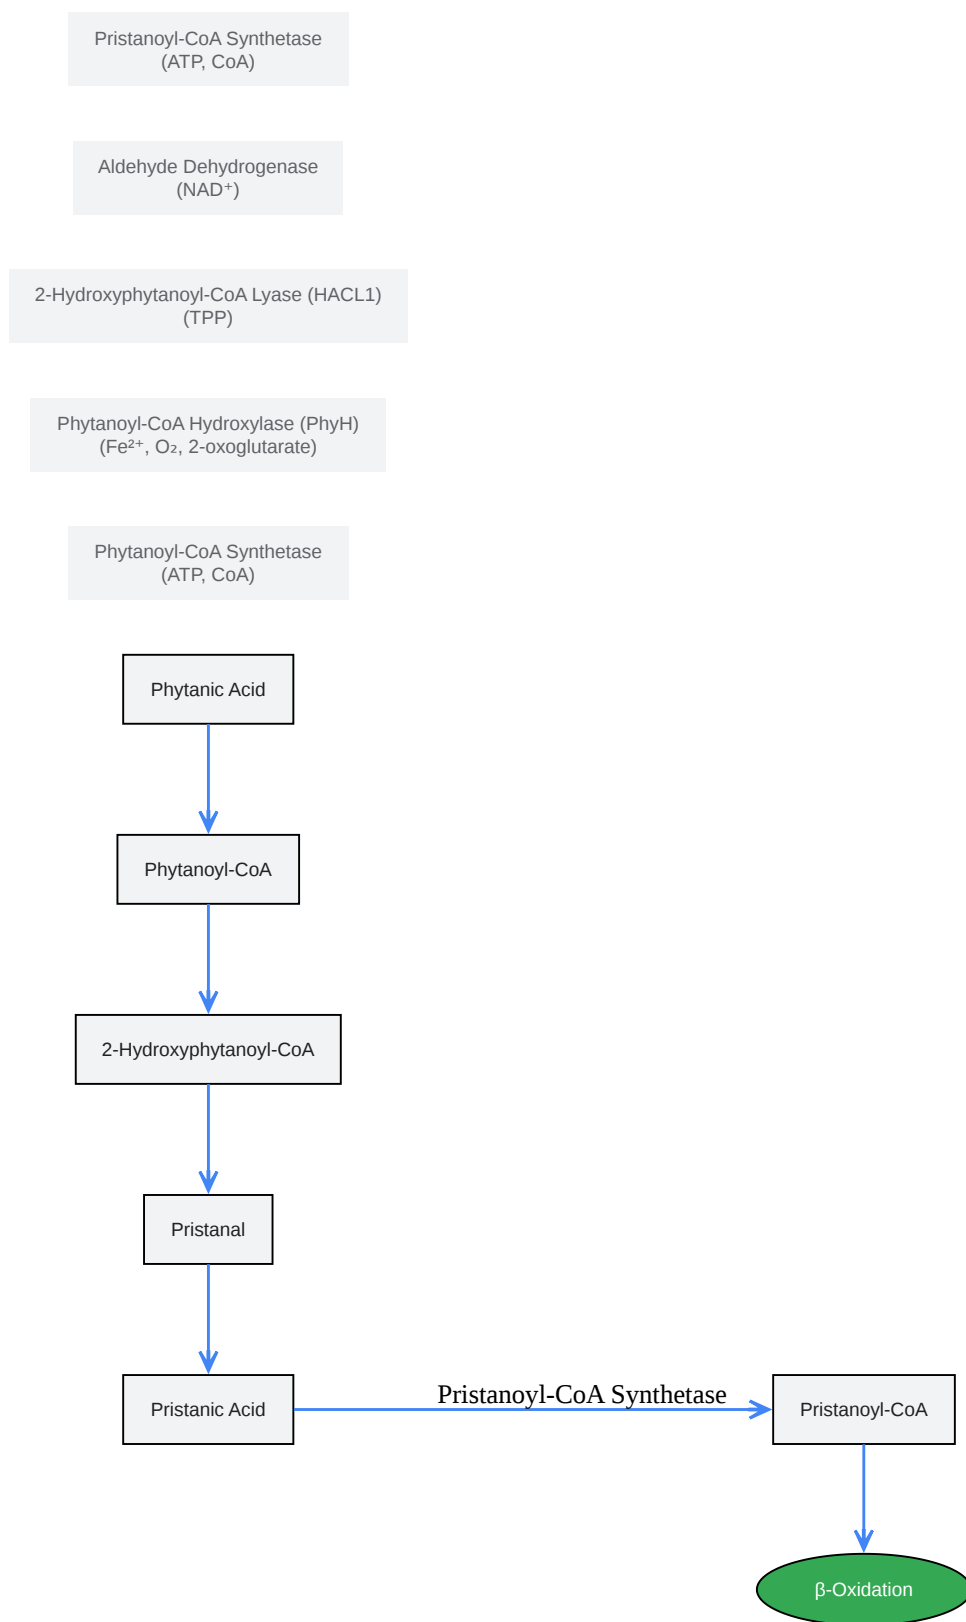 Pristanoyl-CoA Synthetase
(ATP, CoA)
Aldehyde Dehydrogenase
(NAD⁺)
2-Hydroxyphytanoyl-CoA Lyase (HACL1)
(TPP)
Phytanoyl-CoA Hydroxylase (PhyH)
(Fe²⁺, O₂, 2-oxoglutarate)
Phytanoyl-CoA Synthetase
(ATP, CoA)
Phytanic Acid
Phytanoyl-CoA
2-Hydroxyphytanoyl-CoA
Pristanal
Pristanic Acid
Pristanoyl-CoA Synthetase
Pristanoyl-CoA
β-Oxidation